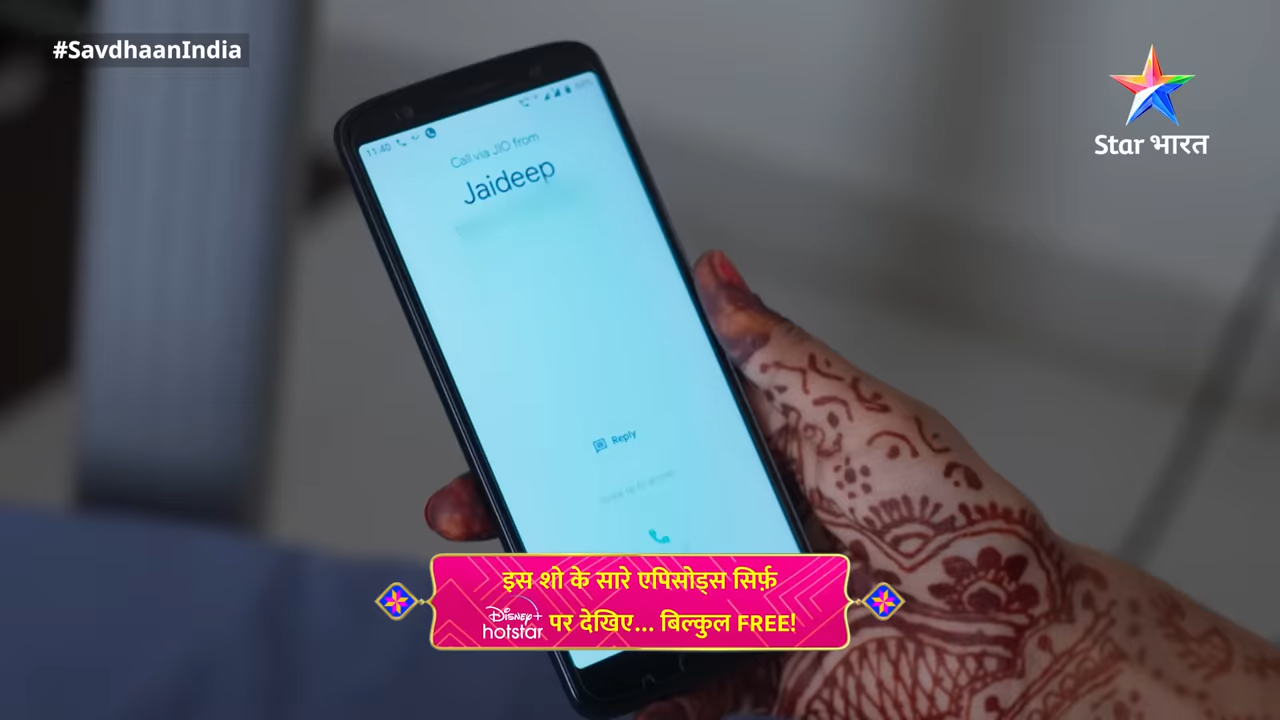 #SavdhaanIndia
Star भारत
11:40
Call via JIO from
Jaideep
Reply
इस शो के सारे एपिसोड्स सिर्फ़
Disney+ hotstar पर देखिए... बिल्कुल FREE!